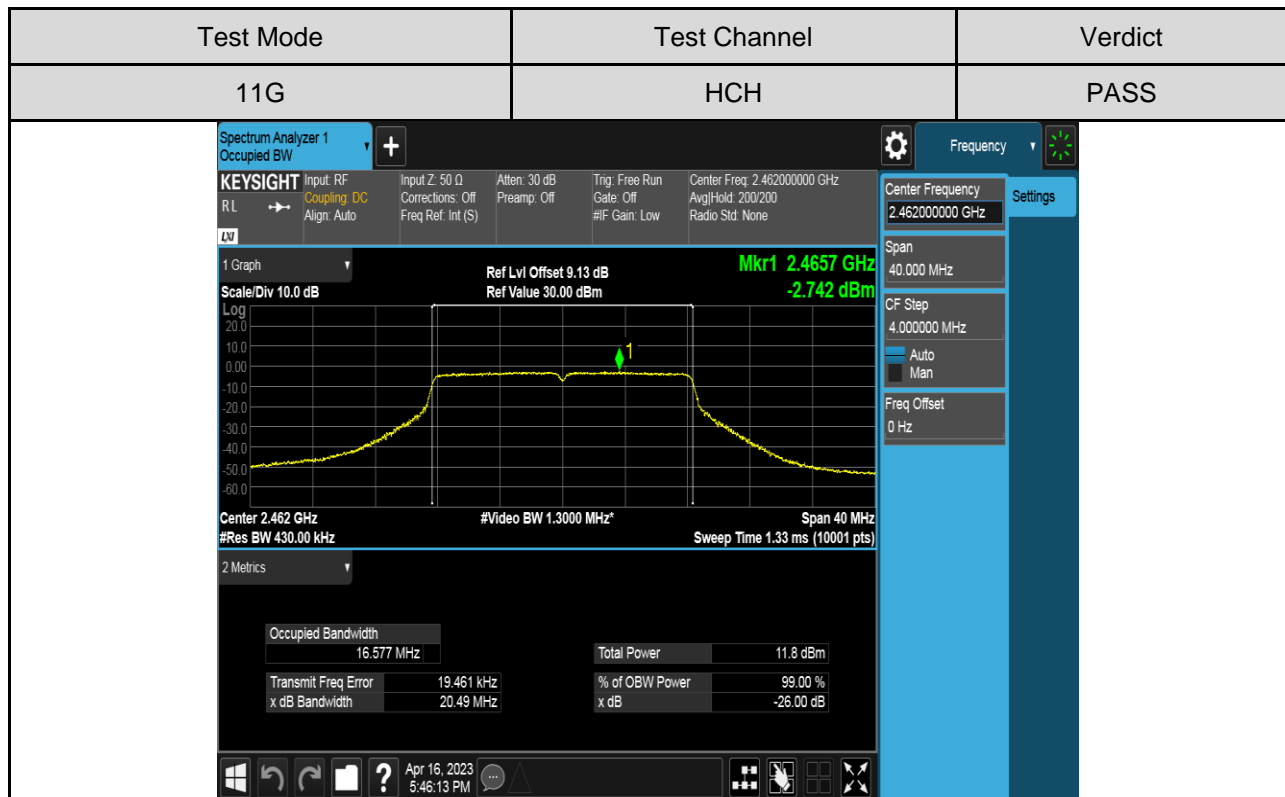 Test Mode Test Channel Verdict
11G HCH PASS
Spectrum Analyzer 1
Occupied BW
+
Frequency
KEYSIGHT Input: RF Input Z: 50 Ω Atten: 30 dB Trig: Free Run Center Freq: 2.462000000 GHz
RL Coupling: DC Corrections: Off Preamp: Off Gate: Off Avg|Hold: 200/200
Align: Auto Freq Ref: Int (S) #IF Gain: Low Radio Std: None
LXI
Center Frequency
2.462000000 GHz
Settings
Span
40.000 MHz
CF Step
4.000000 MHz
Auto
Man
Freq Offset
0 Hz
1 Graph
Ref Lvl Offset 9.13 dB
Mkr1 2.4657 GHz
Scale/Div 10.0 dB Ref Value 30.00 dBm -2.742 dBm
Log
20.0
10.0
0.00
-10.0
-20.0
-30.0
-40.0
-50.0
-60.0
1
Center 2.462 GHz #Video BW 1.3000 MHz* Span 40 MHz
#Res BW 430.00 kHz Sweep Time 1.33 ms (10001 pts)
2 Metrics
Occupied Bandwidth
16.577 MHz Total Power 11.8 dBm
Transmit Freq Error 19.461 kHz % of OBW Power 99.00 %
x dB Bandwidth 20.49 MHz x dB -26.00 dB
? Apr 16, 2023
5:46:13 PM